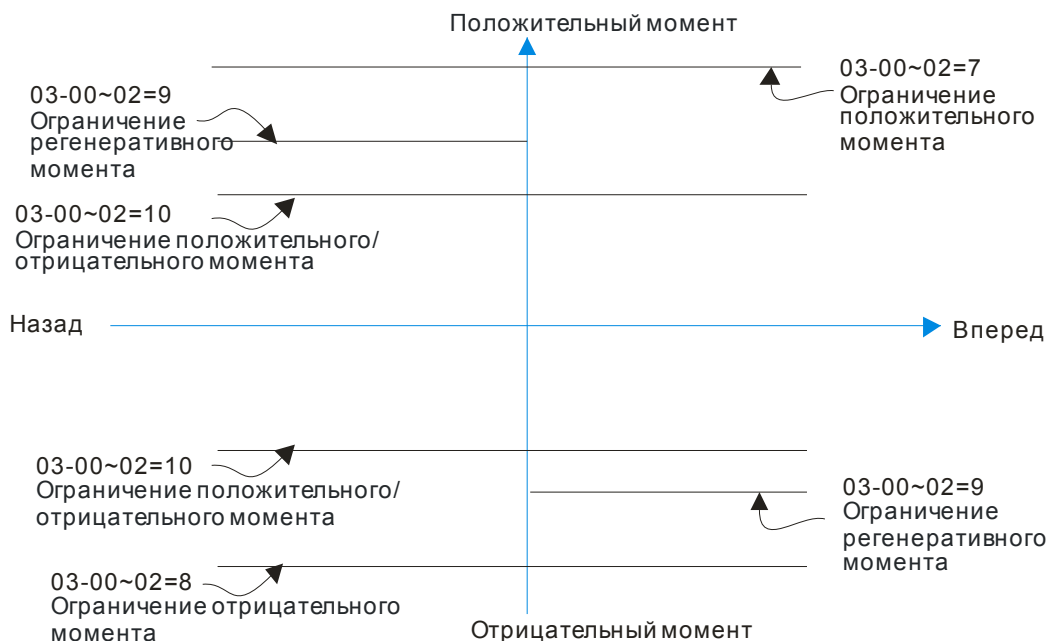 Положительный момент
03-00~02=9
Ограничение
регенеративного
момента
03-00~02=7
Ограничение
положительного
момента
03-00~02=10
Ограничение положительного/
отрицательного момента
Назад
Вперед
03-00~02=10
Ограничение положительного/
отрицательного момента
03-00~02=9
Ограничение
регенеративного
момента
03-00~02=8
Ограничение отрицательного
момента
Отрицательный момент